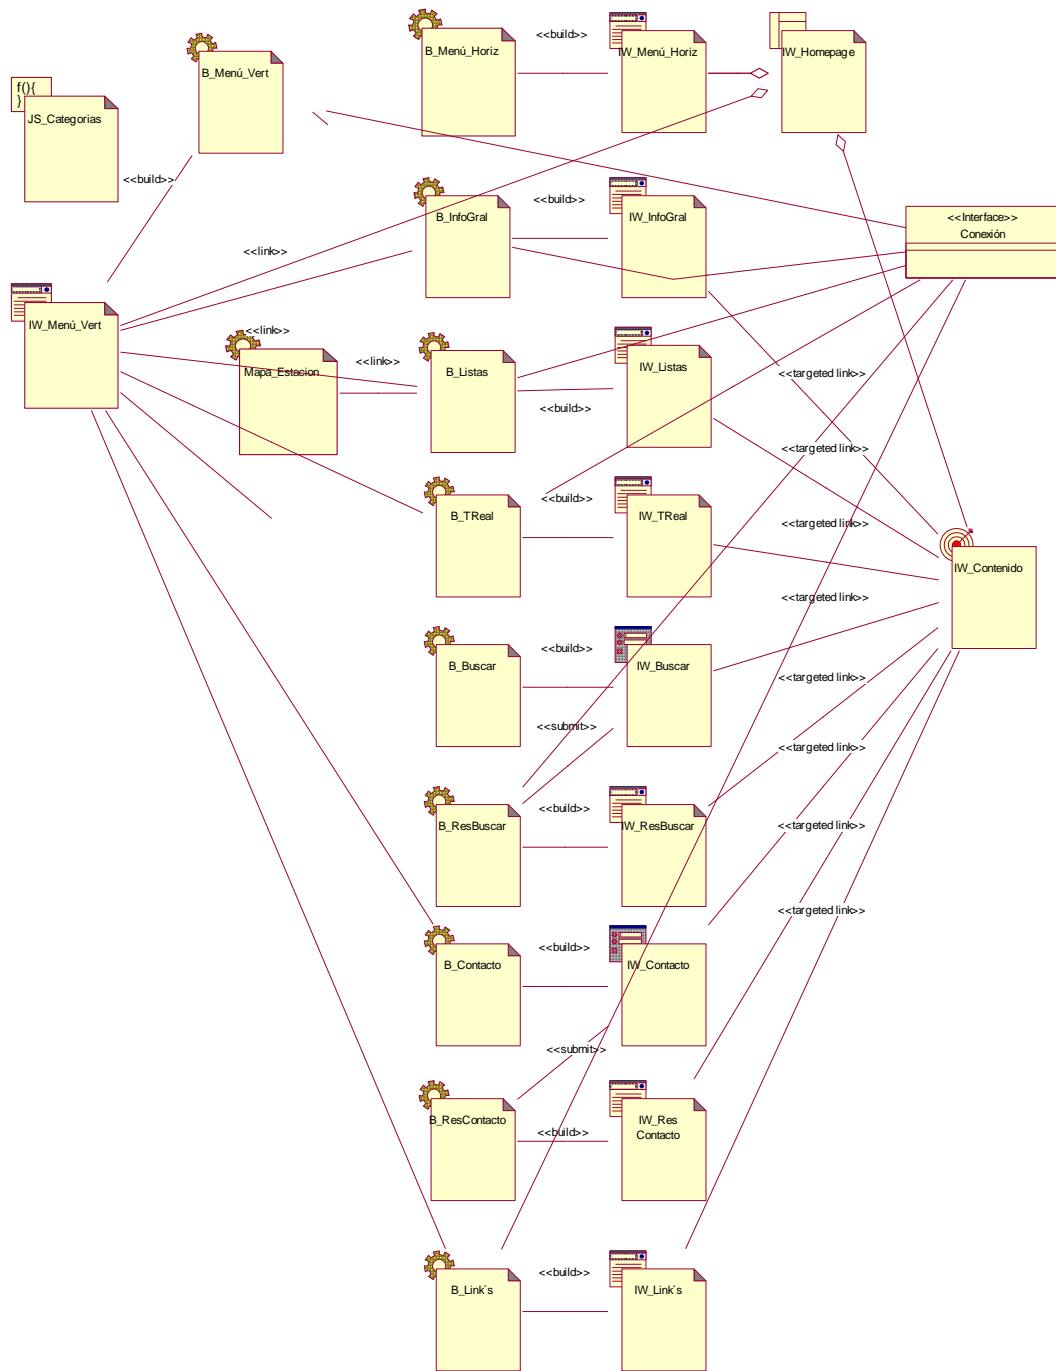 <<build>>
B_Menú_Horiz
IW_Menú_Horiz
IW_Homepage
B_Menú_Vert
f(){
}
JS_Categorias
<<build>>
<<build>>
B_InfoGral
IW_InfoGral
<<Interface>>
Conexión
<<link>>
IW_Menú_Vert
<<link>>
<<link>>
Mapa_Estacion
B_Listas
IW_Listas
<<targeted link>>
<<build>>
<<targeted link>>
<<build>>
B_TReal
IW_TReal
<<targeted link>>
IW_Contenido
<<targeted link>>
<<build>>
B_Buscar
IW_Buscar
<<targeted link>>
<<submit>>
<<targeted link>>
<<build>>
B_ResBuscar
IW_ResBuscar
<<targeted link>>
<<targeted link>>
<<build>>
B_Contacto
IW_Contacto
<<submit>>
B_ResContacto
<<build>>
IW_Res
Contacto
<<build>>
B_Link´s
IW_Link´s